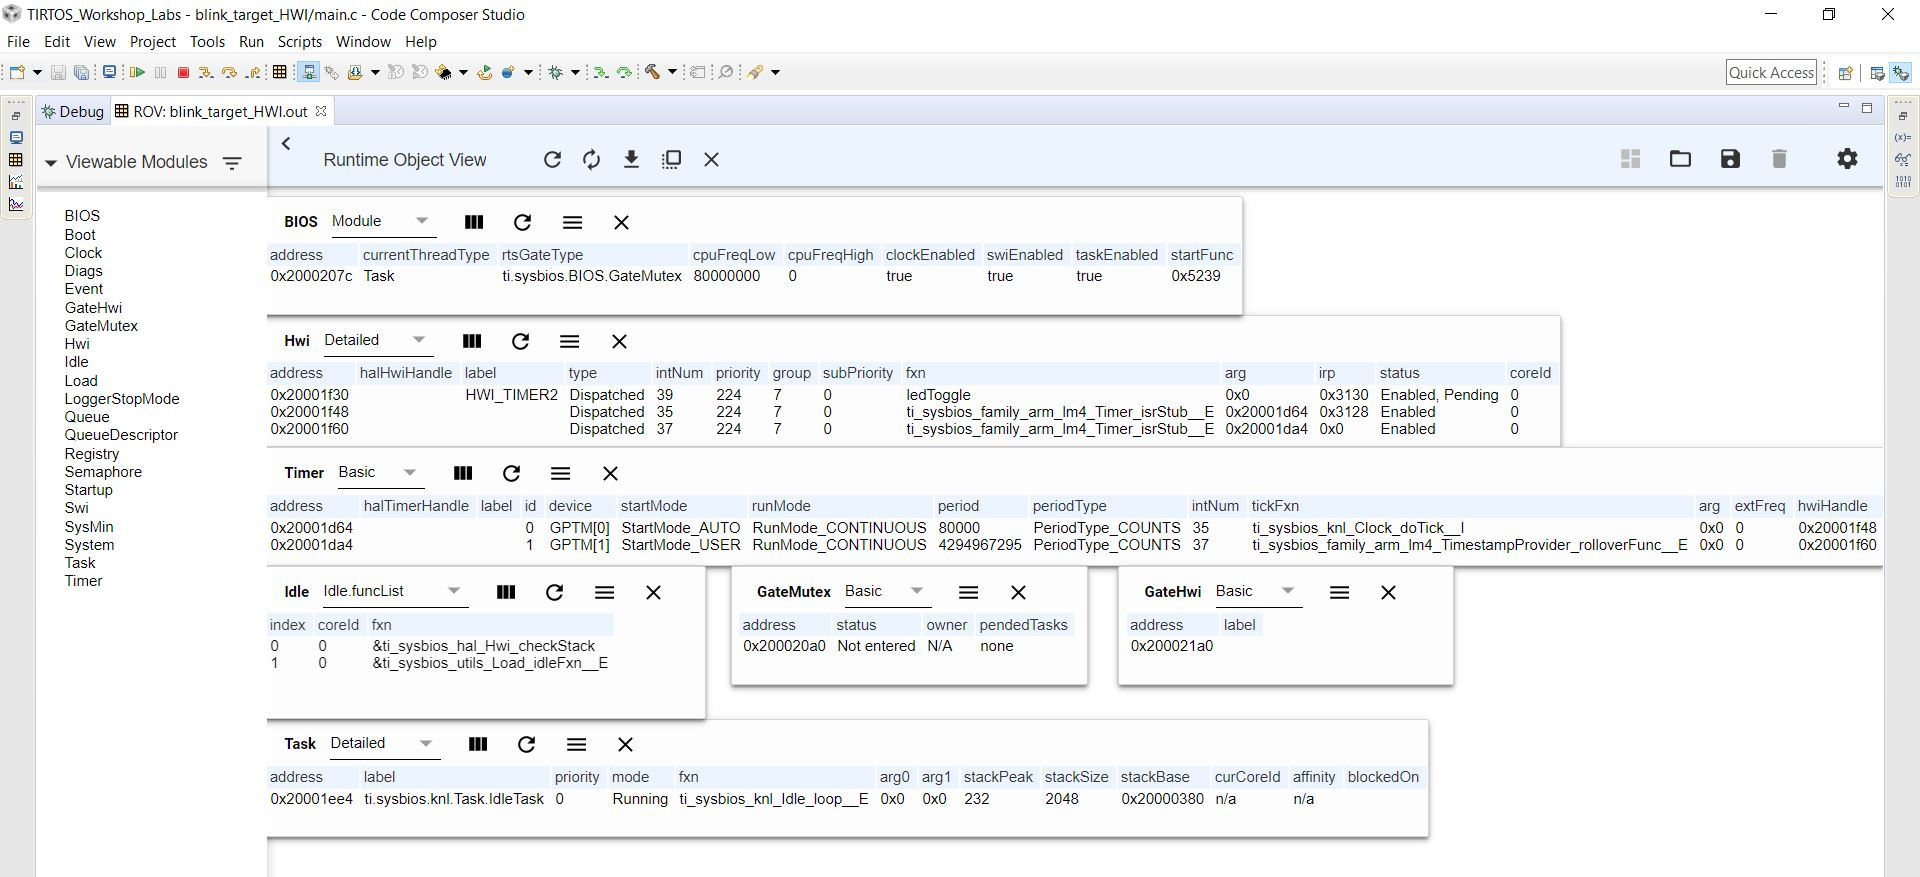 TIRTOS_Workshop_Labs - blink_target_HWI/main.c - Code Composer Studio
File Edit View Project Tools Run Scripts Window Help
Quick Access
Debug ROV: blink_target_HWI.out
Viewable Modules
Runtime Object View
BIOS
Boot
Clock
Diags
Event
GateHwi
GateMutex
Hwi
Idle
Load
LoggerStopMode
Queue
QueueDescriptor
Registry
Semaphore
Startup
Swi
SysMin
System
Task
Timer
BIOS Module
address currentThreadType rtsGateType cpuFreqLow cpuFreqHigh clockEnabled swiEnabled taskEnabled startFunc
0x2000207c Task ti.sysbios.BIOS.GateMutex 80000000 0 true true true 0x5239
Hwi Detailed
address halHwiHandle label type intNum priority group subPriority fxn arg irp status coreId
0x20001f30 HWI_TIMER2 Dispatched 39 224 7 0 ledToggle 0x0 0x3130 Enabled, Pending 0
0x20001f48 Dispatched 35 224 7 0 ti_sysbios_family_arm_lm4_Timer_isrStub__E 0x20001d64 0x3128 Enabled 0
0x20001f60 Dispatched 37 224 7 0 ti_sysbios_family_arm_lm4_Timer_isrStub__E 0x20001da4 0x0 Enabled 0
Timer Basic
address halTimerHandle label id device startMode runMode period periodType intNum tickFxn arg extFreq hwiHandle
0x20001d64 0 GPTM[0] StartMode_AUTO RunMode_CONTINUOUS 80000 PeriodType_COUNTS 35 ti_sysbios_knl_Clock_doTick__I 0x0 0 0x20001f48
0x20001da4 1 GPTM[1] StartMode_USER RunMode_CONTINUOUS 4294967295 PeriodType_COUNTS 37 ti_sysbios_family_arm_lm4_TimestampProvider_rolloverFunc__E 0x0 0 0x20001f60
Idle Idle.funcList
index coreId fxn
0 0 &ti_sysbios_hal_Hwi_checkStack
1 0 &ti_sysbios_utils_Load_idleFxn__E
GateMutex Basic
address status owner pendedTasks
0x200020a0 Not entered N/A none
GateHwi Basic
address label
0x200021a0
Task Detailed
address label priority mode fxn arg0 arg1 stackPeak stackSize stackBase curCoreId affinity blockedOn
0x20001ee4 ti.sysbios.knl.Task.IdleTask 0 Running ti_sysbios_knl_Idle_loop__E 0x0 0x0 232 2048 0x20000380 n/a n/a